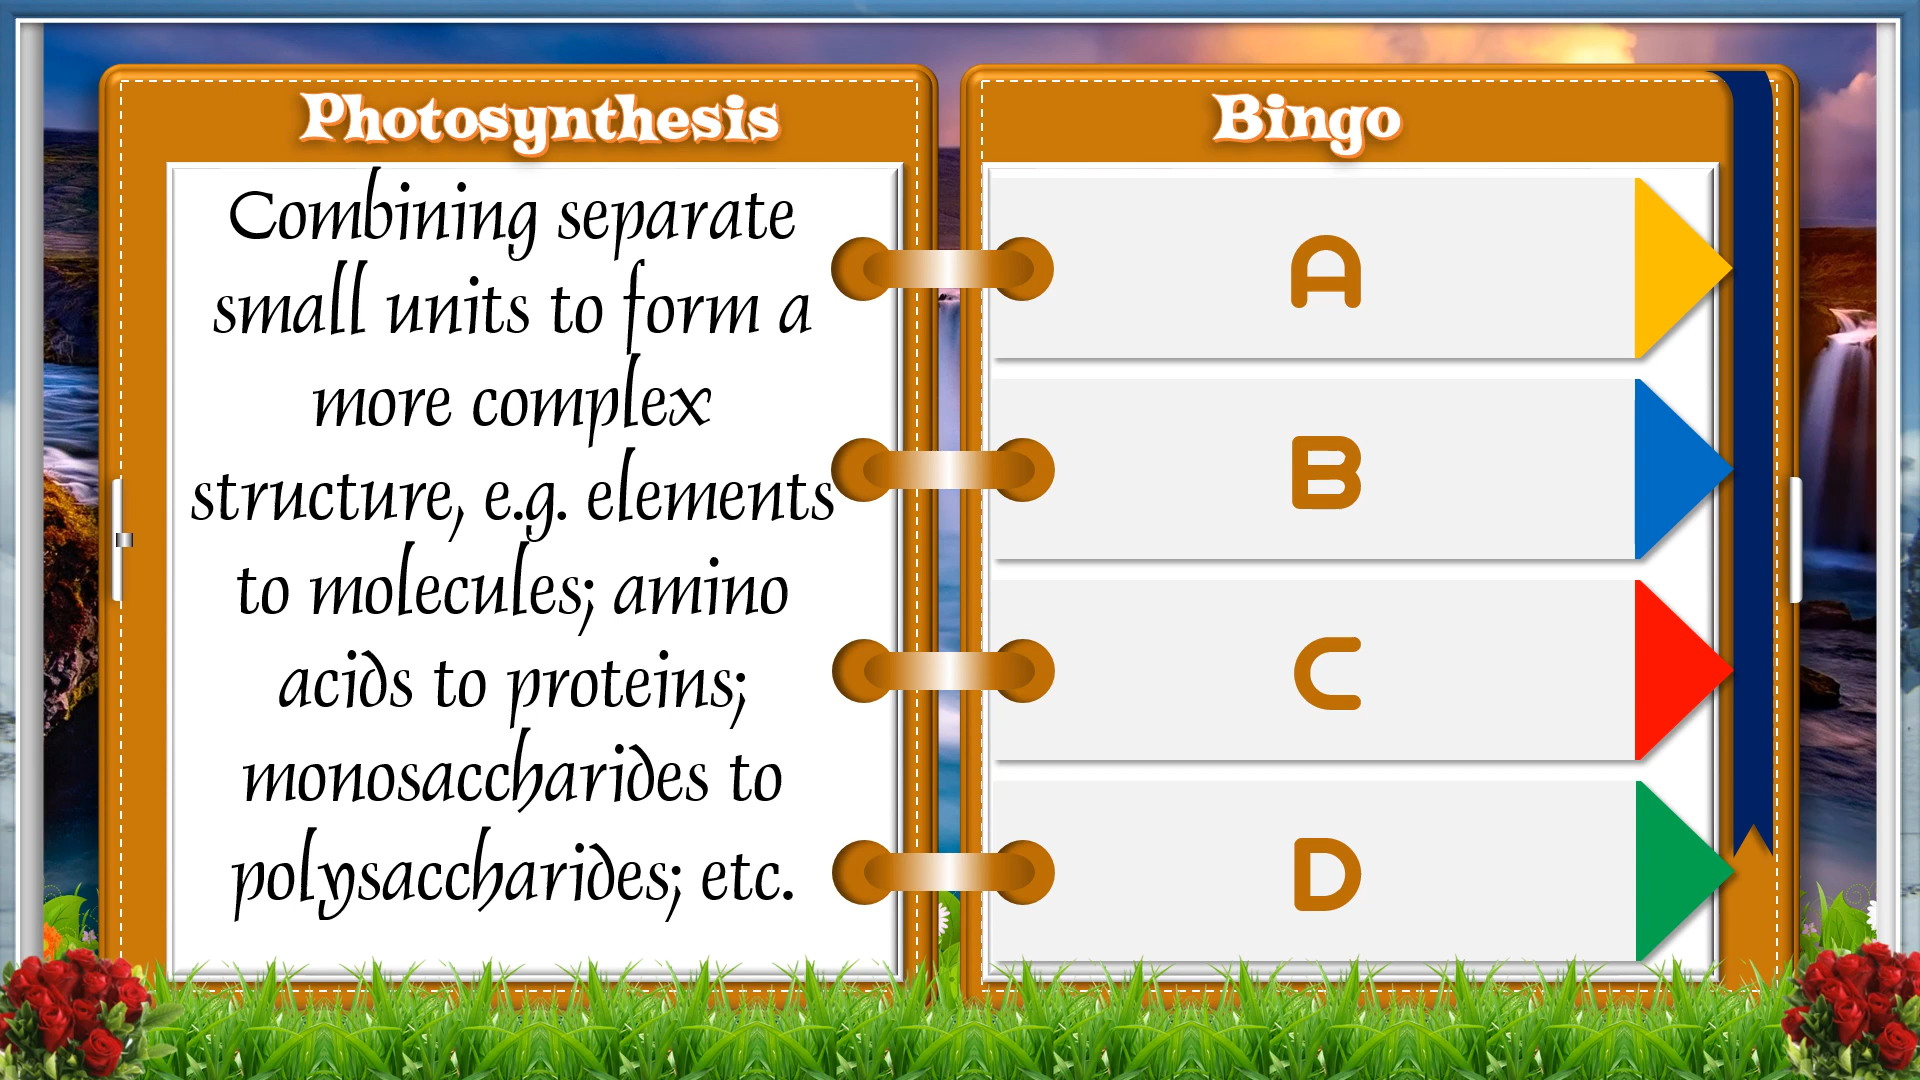 Photosynthesis
Combining separate
small units to form a
more complex
structure, e.g. elements
to molecules; amino
acids to proteins;
monosaccharides to
polysaccharides; etc.
Bingo
A
B
C
D